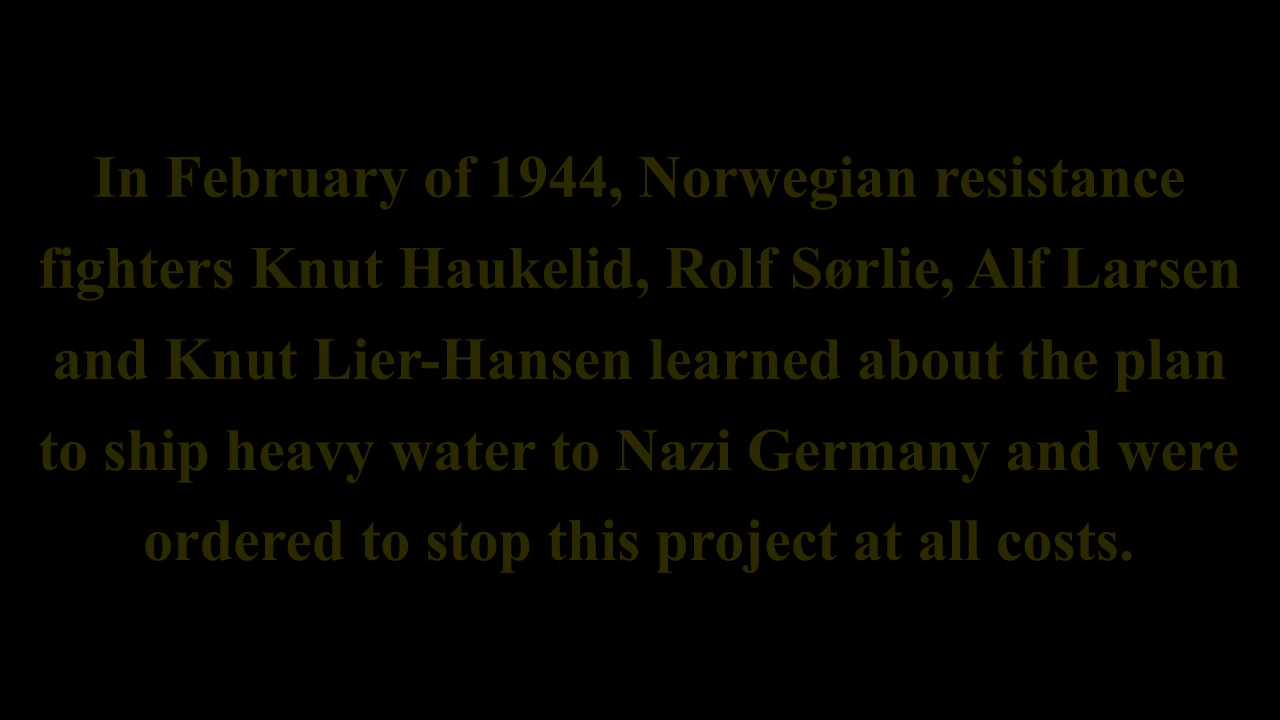 In February of 1944, Norwegian resistance
fighters Knut Haukelid, Rolf Sørlie, Alf Larsen
and Knut Lier-Hansen learned about the plan
to ship heavy water to Nazi Germany and were
ordered to stop this project at all costs.